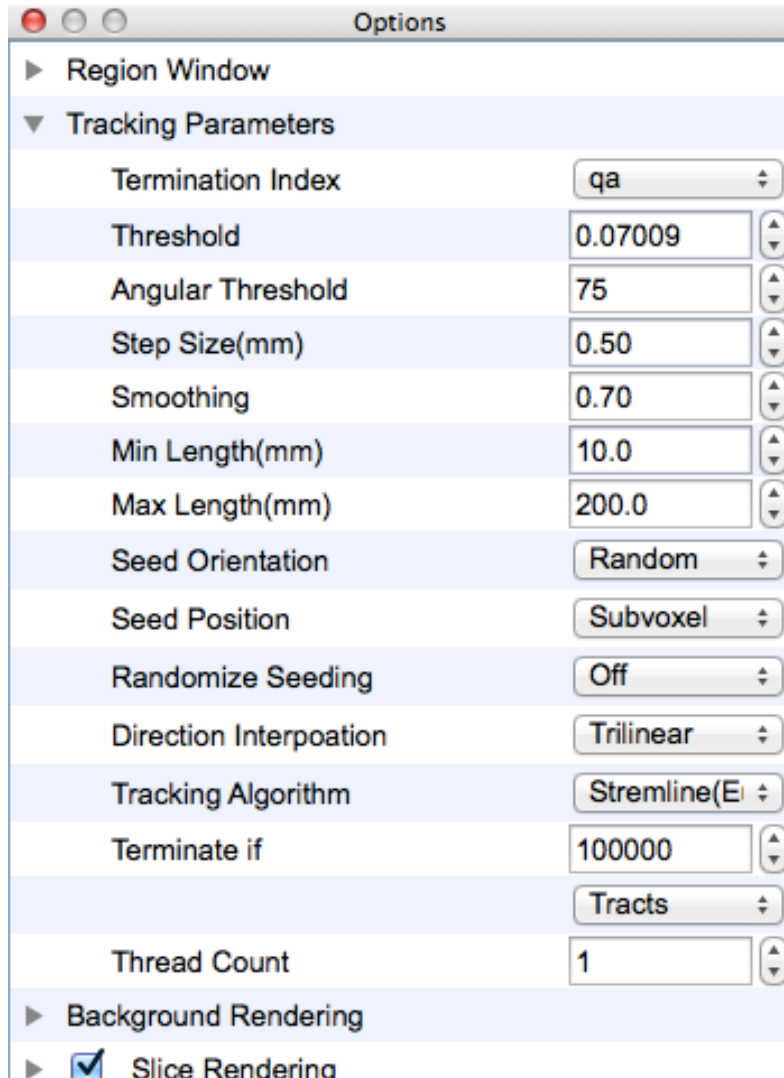 Options
Region Window
Tracking Parameters
Termination Index qa
Threshold 0.07009
Angular Threshold 75
Step Size(mm) 0.50
Smoothing 0.70
Min Length(mm) 10.0
Max Length(mm) 200.0
Seed Orientation Random
Seed Position Subvoxel
Randomize Seeding Off
Direction Interpoation Trilinear
Tracking Algorithm Stremline(E
Terminate if 100000
Tracts
Thread Count 1
Background Rendering
Slice Rendering